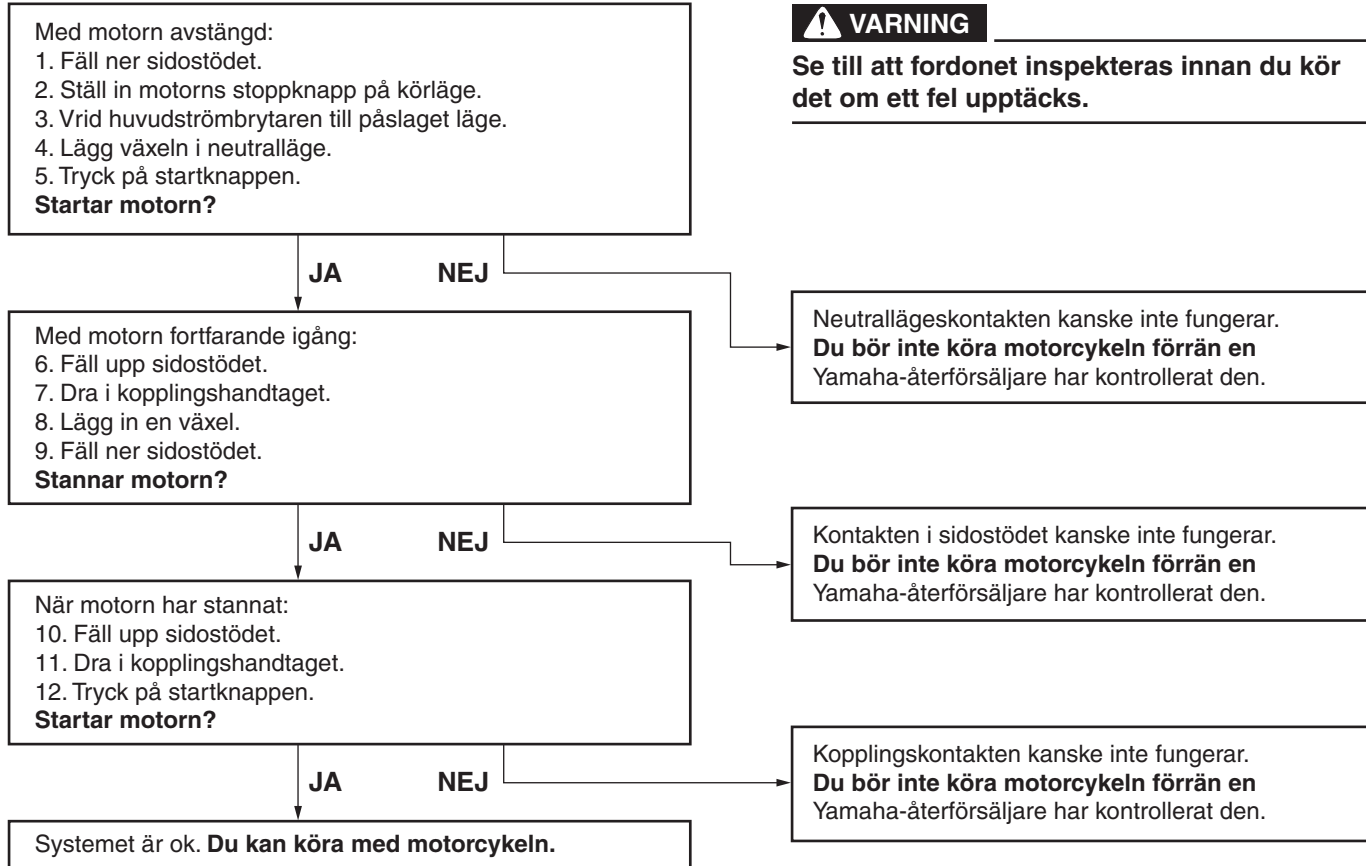 Med motorn avstängd:
1. Fäll ner sidostödet.
2. Ställ in motorns stoppknapp på körläge.
3. Vrid huvudströmbrytaren till påslaget läge.
4. Lägg växeln i neutralläge.
5. Tryck på startknappen.
Startar motorn?
VARNING
Se till att fordonet inspekteras innan du kör
det om ett fel upptäcks.
JA NEJ
Neutrallägeskontakten kanske inte fungerar.
Du bör inte köra motorcykeln förrän en
Yamaha-återförsäljare har kontrollerat den.
Med motorn fortfarande igång:
6. Fäll upp sidostödet.
7. Dra i kopplingshandtaget.
8. Lägg in en växel.
9. Fäll ner sidostödet.
Stannar motorn?
JA NEJ
Kontakten i sidostödet kanske inte fungerar.
Du bör inte köra motorcykeln förrän en
Yamaha-återförsäljare har kontrollerat den.
När motorn har stannat:
10. Fäll upp sidostödet.
11. Dra i kopplingshandtaget.
12. Tryck på startknappen.
Startar motorn?
JA NEJ
Kopplingskontakten kanske inte fungerar.
Du bör inte köra motorcykeln förrän en
Yamaha-återförsäljare har kontrollerat den.
Systemet är ok. Du kan köra med motorcykeln.